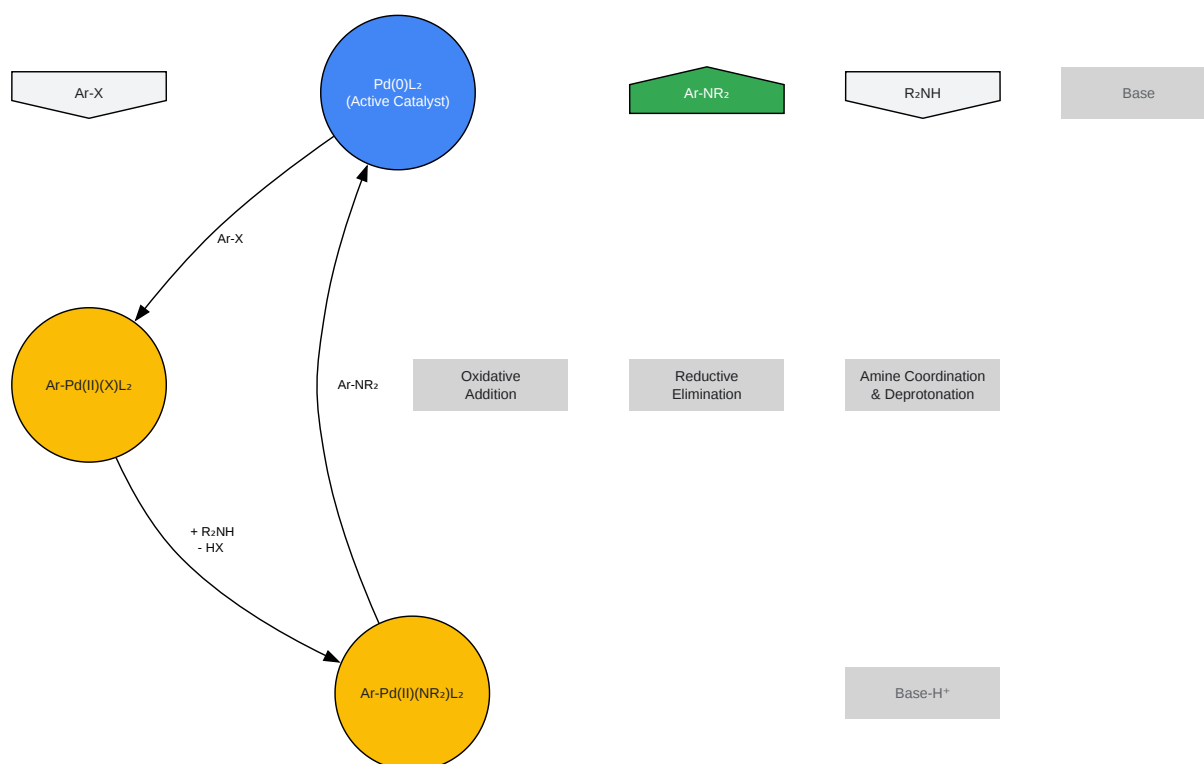 Ar-X
Pd(0)L₂
(Active Catalyst)
Ar-NR₂
R₂NH
Base
Ar-X
Ar-Pd(II)(X)L₂
Ar-NR₂
Oxidative
Addition
Reductive
Elimination
Amine Coordination
& Deprotonation
+ R₂NH
- HX
Ar-Pd(II)(NR₂)L₂
Base-H⁺